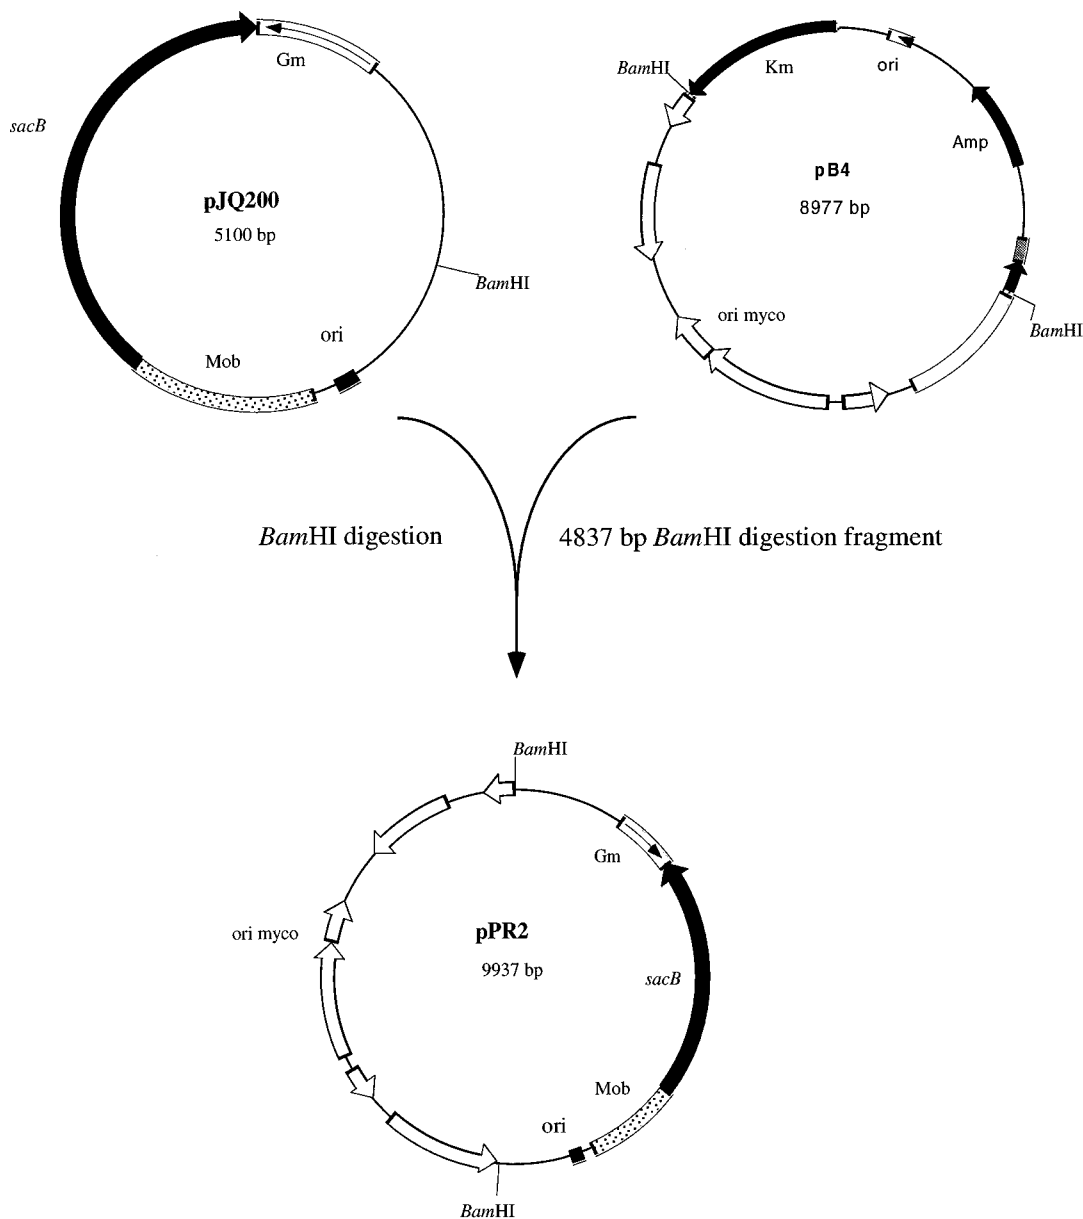 Gm
sacB
pJQ200
5100 bp
BamHI
ori
Mob
BamHI
Km
ori
Amp
pB4
8977 bp
ori myco
BamHI
BamHI digestion
4837 bp BamHI digestion fragment
BamHI
Gm
ori myco
pPR2
9937 bp
sacB
Mob
ori
BamHI